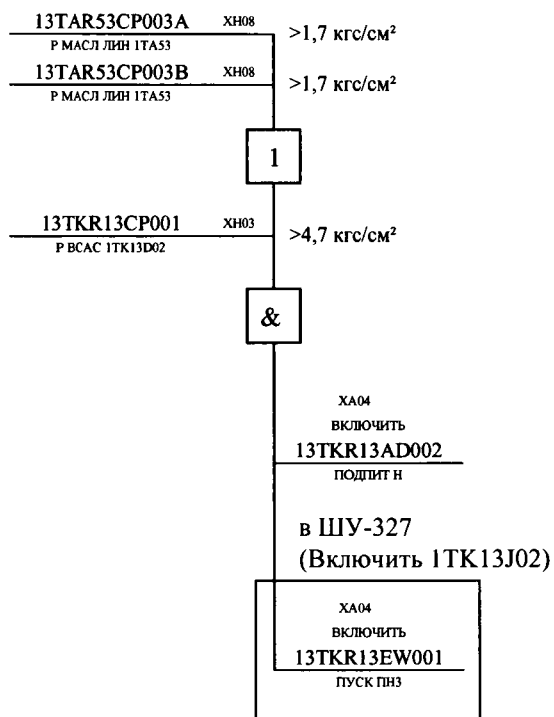 13TAR53CP003A XH08 >1,7 кгс/см²
Р МАСЛ ЛИН 1ТА53
13TAR53CP003B XH08 >1,7 кгс/см²
Р МАСЛ ЛИН 1ТА53
1
13TKR13CP001 XH03 >4,7 кгс/см²
Р ВСАС 1TK13D02
&
XA04
ВКЛЮЧИТЬ
13TKR13AD002
ПОДПИТ Н
в ШУ-327
(Включить 1TK13J02)
XA04
ВКЛЮЧИТЬ
13TKR13EW001
ПУСК ПН3